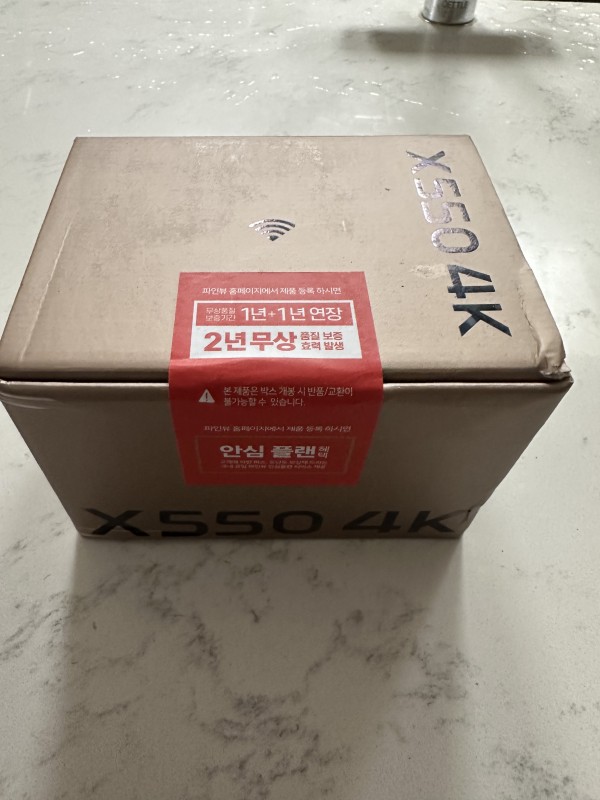 X550 4K
파인뷰 홈페이지에서 제품 등록 하시면
무상품질
보증기간
1년+1년 연장
2년 무상
품질 보증
효력 발생
본 제품은 박스 개봉 시 반품/교환이
불가능할 수 있습니다.
파인뷰 홈페이지에서 제품 등록하시면
안심 플랜
혜택
X550 4K